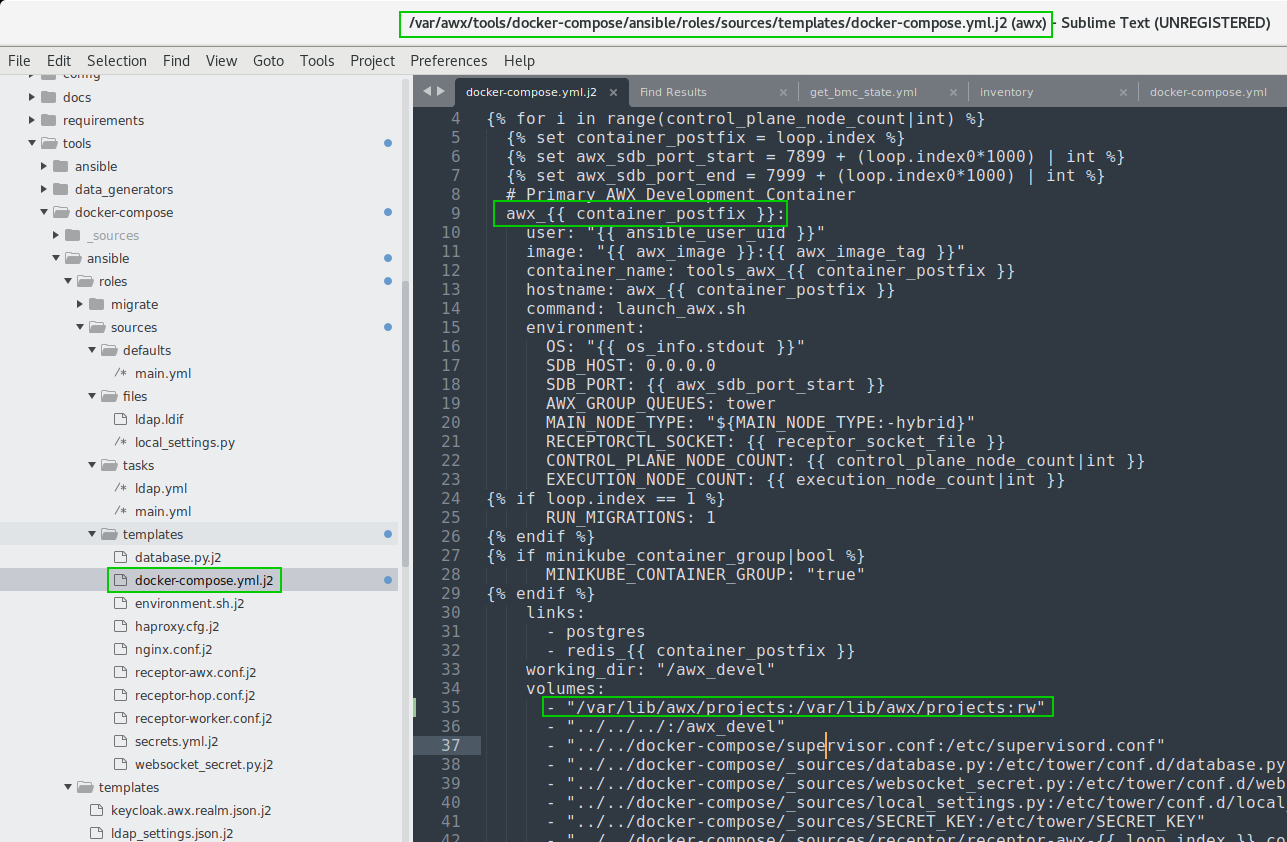 /var/awx/tools/docker-compose/ansible/roles/sources/templates/docker-compose.yml.j2 (awx) - Sublime Text (UNREGISTERED)
File Edit Selection Find View Goto Tools Project Preferences Help
config
docs
requirements
tools
ansible
data_generators
docker-compose
_sources
ansible
roles
migrate
sources
defaults
/* main.yml
files
ldap.ldif
/* local_settings.py
tasks
/* ldap.yml
/* main.yml
templates
database.py.j2
docker-compose.yml.j2
environment.sh.j2
haproxy.cfg.j2
nginx.conf.j2
receptor-awx.conf.j2
receptor-hop.conf.j2
receptor-worker.conf.j2
secrets.yml.j2
websocket_secret.py.j2
templates
keycloak.awx.realm.json.j2
ldap_settings.json.j2
docker-compose.yml.j2 × Find Results × get_bmc_state.yml × inventory × docker-compose.yml
4 {% for i in range(control_plane_node_count|int) %}
5 {% set container_postfix = loop.index %}
6 {% set awx_sdb_port_start = 7899 + (loop.index0*1000) | int %}
7 {% set awx_sdb_port_end = 7999 + (loop.index0*1000) | int %}
8 # Primary AWX Development Container
9 awx_{{ container_postfix }}:
10 user: "{{ ansible_user_uid }}"
11 image: "{{ awx_image }}:{{ awx_image_tag }}"
12 container_name: tools_awx_{{ container_postfix }}
13 hostname: awx_{{ container_postfix }}
14 command: launch_awx.sh
15 environment:
16 OS: "{{ os_info.stdout }}"
17 SDB_HOST: 0.0.0.0
18 SDB_PORT: {{ awx_sdb_port_start }}
19 AWX_GROUP_QUEUES: tower
20 MAIN_NODE_TYPE: "${MAIN_NODE_TYPE:-hybrid}"
21 RECEPTORCTL_SOCKET: {{ receptor_socket_file }}
22 CONTROL_PLANE_NODE_COUNT: {{ control_plane_node_count|int }}
23 EXECUTION_NODE_COUNT: {{ execution_node_count|int }}
24 {% if loop.index == 1 %}
25 RUN_MIGRATIONS: 1
26 {% endif %}
27 {% if minikube_container_group|bool %}
28 MINIKUBE_CONTAINER_GROUP: "true"
29 {% endif %}
30 links:
31 - postgres
32 - redis_{{ container_postfix }}
33 working_dir: "/awx_devel"
34 volumes:
35 - "/var/lib/awx/projects:/var/lib/awx/projects:rw"
36 - "../../../:/awx_devel"
37 - "../../docker-compose/supervisor.conf:/etc/supervisord.conf"
38 - "../../docker-compose/_sources/database.py:/etc/tower/conf.d/database.py
39 - "../../docker-compose/_sources/websocket_secret.py:/etc/tower/conf.d/web
40 - "../../docker-compose/_sources/local_settings.py:/etc/tower/conf.d/local
41 - "../../docker-compose/_sources/SECRET_KEY:/etc/tower/SECRET_KEY"
42 - "../../docker-compose/_sources/receptor/receptor-awx-{{ loop.index }}.co